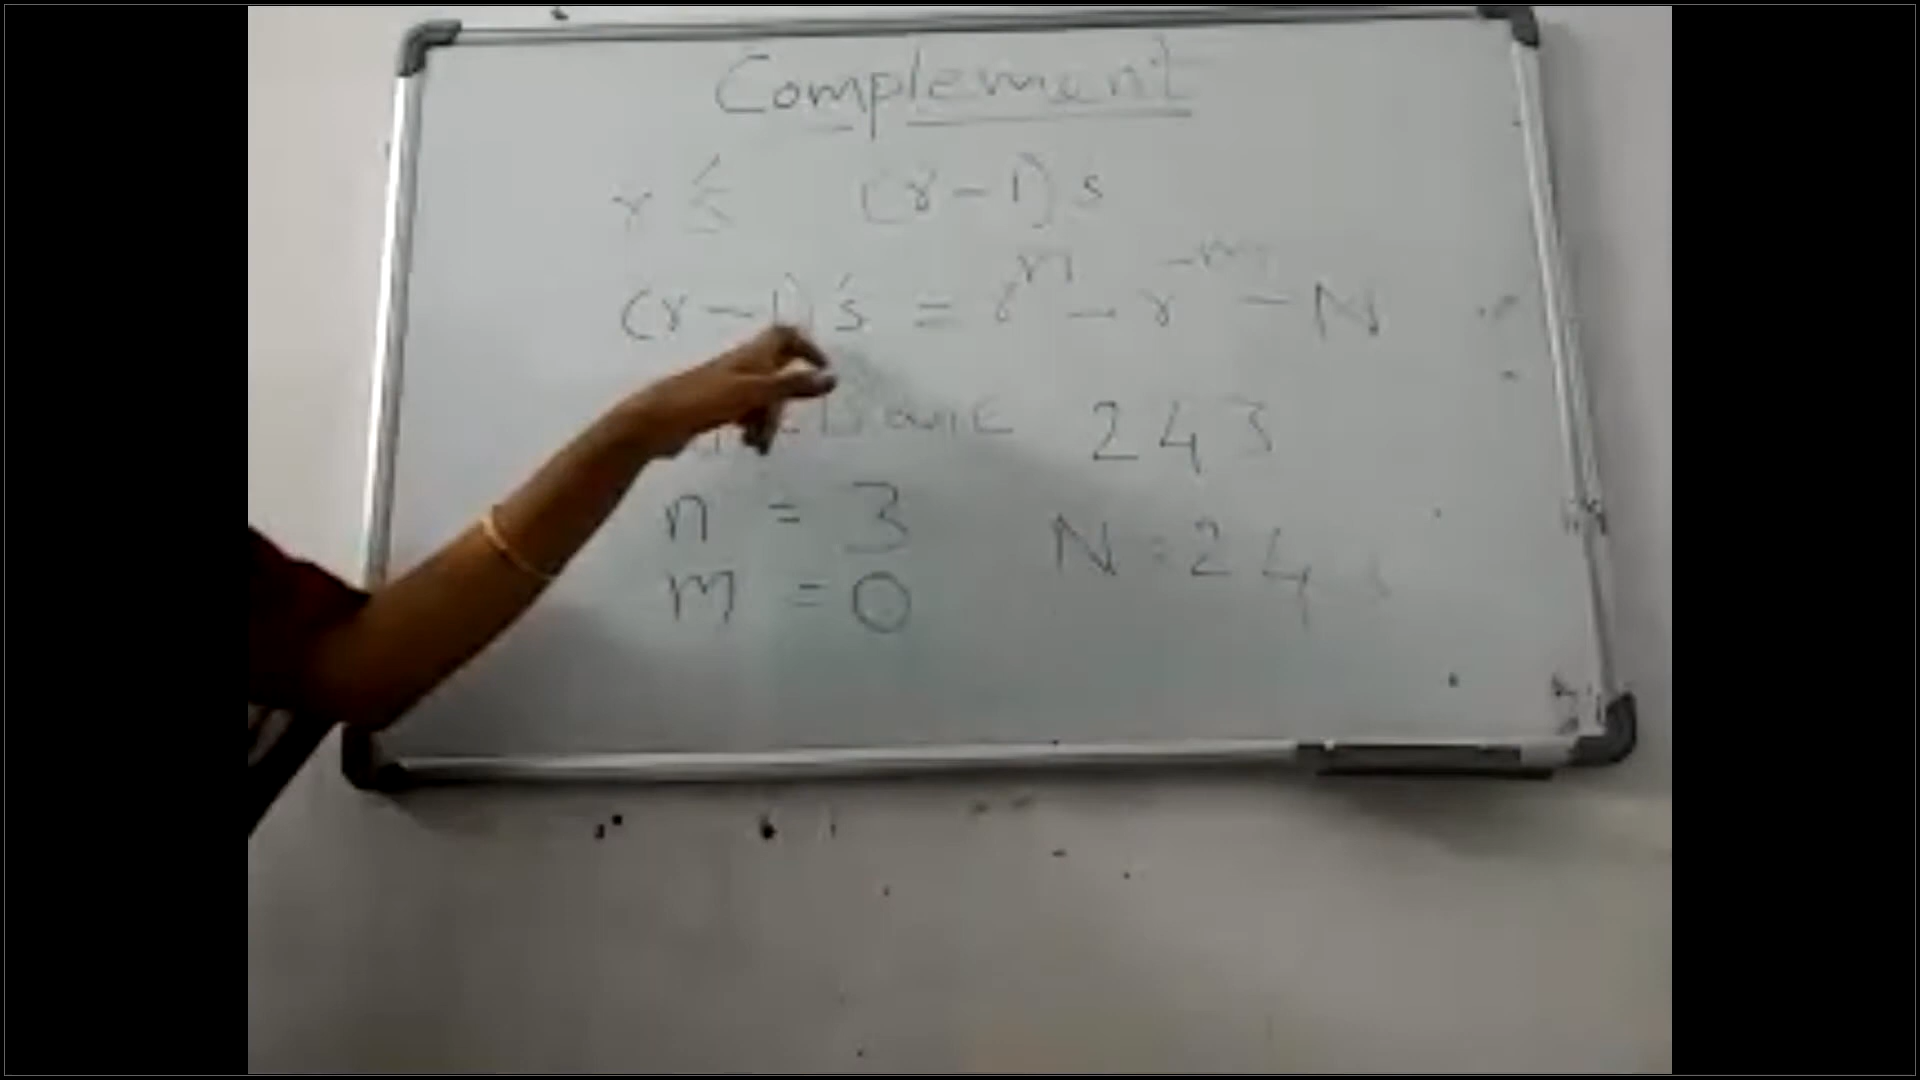 Complement
r's (r-1)'s
(r-1)'s = r^n - r^-m - N
243
n = 3
m = 0
N = 24